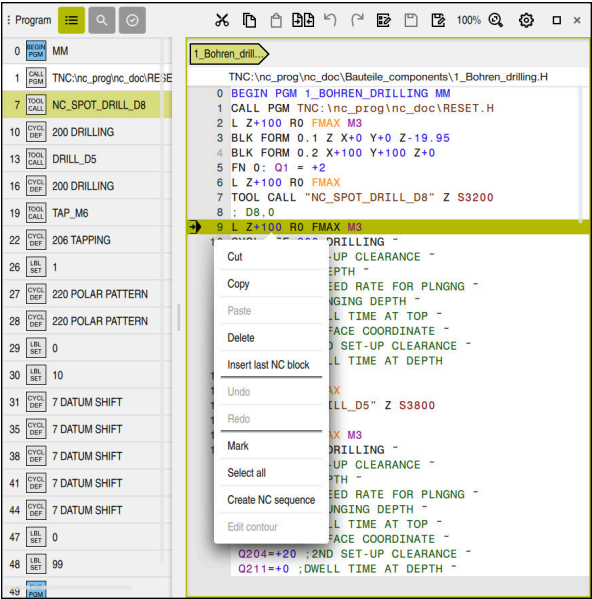 Program
100%
0 BEGIN PGM MM
1 CALL PGM TNC:\nc_prog\nc_doc\RESE
7 TOOL CALL NC_SPOT_DRILL_D8
10 CYCL DEF 200 DRILLING
13 TOOL CALL DRILL_D5
16 CYCL DEF 200 DRILLING
19 TOOL CALL TAP_M6
22 CYCL DEF 206 TAPPING
26 LBL SET 1
27 CYCL DEF 220 POLAR PATTERN
28 CYCL DEF 220 POLAR PATTERN
29 LBL SET 0
30 LBL SET 10
31 CYCL DEF 7 DATUM SHIFT
35 CYCL DEF 7 DATUM SHIFT
38 CYCL DEF 7 DATUM SHIFT
41 CYCL DEF 7 DATUM SHIFT
44 CYCL DEF 7 DATUM SHIFT
47 LBL SET 0
48 LBL SET 99
49 PGM
1_Bohren_drill...
TNC:\nc_prog\nc_doc\Bauteile_components\1_Bohren_drilling.H
0 BEGIN PGM 1_BOHREN_DRILLING MM
1 CALL PGM TNC:\nc_prog\nc_doc\RESET.H
2 L Z+100 R0 FMAX M3
3 BLK FORM 0.1 Z X+0 Y+0 Z-19.95
4 BLK FORM 0.2 X+100 Y+100 Z+0
5 FN 0: Q1 = +2
6 L Z+100 R0 FMAX
7 TOOL CALL "NC_SPOT_DRILL_D8" Z S3200
8 ; D8,0
9 L Z+100 R0 FMAX M3
DRILLING ~
-UP CLEARANCE ~
EPTH ~
EED RATE FOR PLNGNG ~
NGING DEPTH ~
LL TIME AT TOP ~
FACE COORDINATE ~
SET-UP CLEARANCE ~
LL TIME AT DEPTH
AX
ILL_D5" Z S3800
AX M3
DRILLING ~
-UP CLEARANCE ~
PTH ~
EED RATE FOR PLNGNG ~
UNGING DEPTH ~
LL TIME AT TOP ~
FACE COORDINATE ~
Q204=+20 ;2ND SET-UP CLEARANCE ~
Q211=+0 ;DWELL TIME AT DEPTH ~
Cut
Copy
Paste
Delete
Insert last NC block
Undo
Redo
Mark
Select all
Create NC sequence
Edit contour